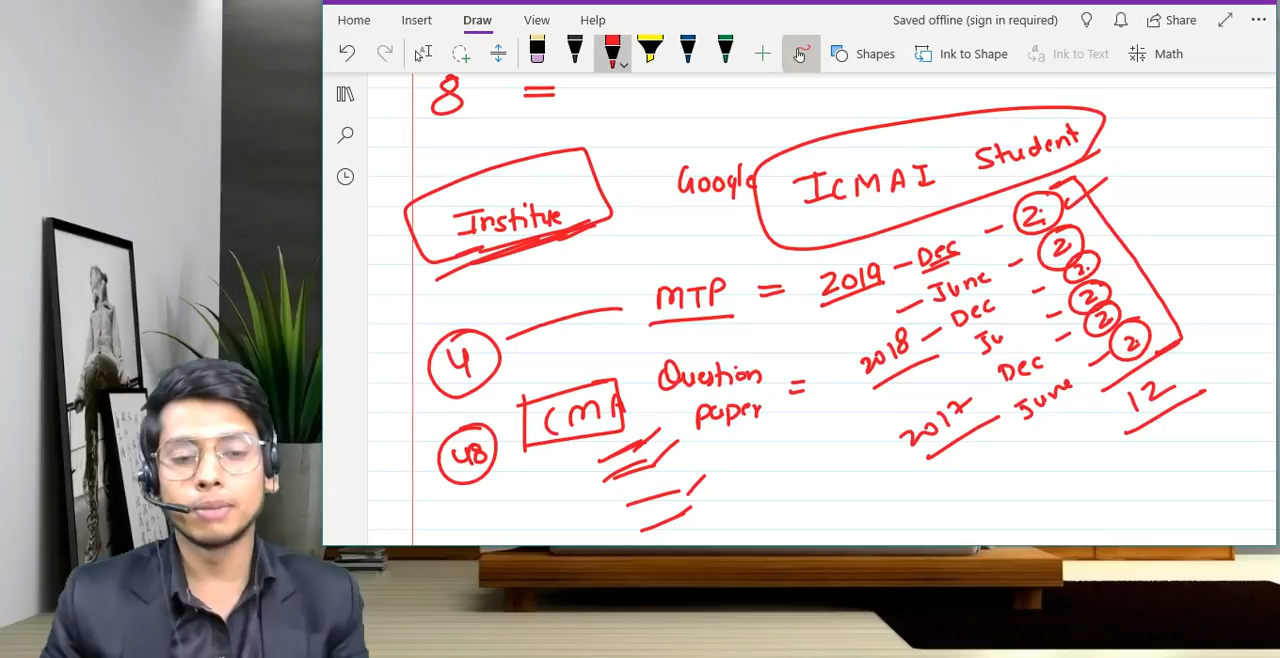 Home Insert Draw View Help Saved offline (sign in required) Share
Ink to Shape Ink to Text Math Shapes
8 =
Google ICMAI Student
Institue
MTP = 2019 - Dec - 2
- June - 2
2018 - Dec - 2
Ju - 2
Dec - 2
2017 June - 2
12
4
CMA Question paper =
48